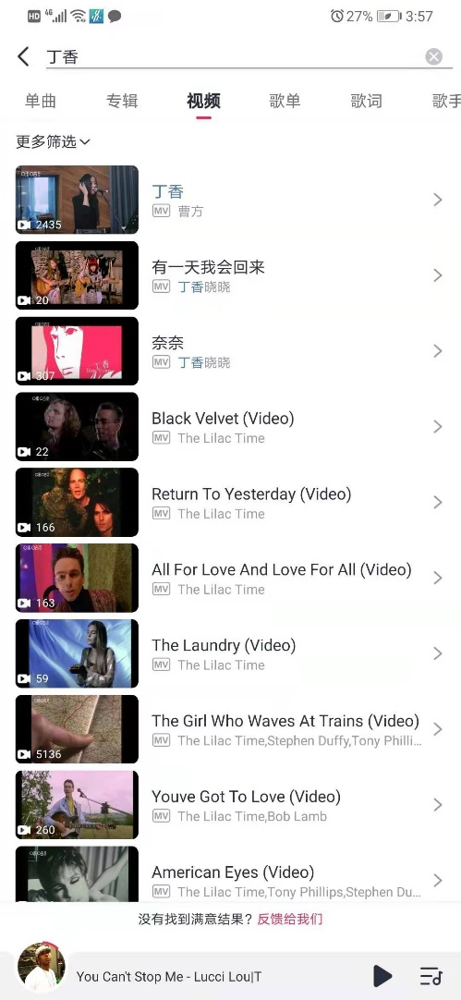 HD 4G 27% 3:57
丁香
单曲 专辑 视频 歌单 歌词 歌手
更多筛选
2435
丁香
MV 曹方
20
有一天我会回来
MV 丁香晓晓
丁香
307
奈奈
MV 丁香晓晓
22
Black Velvet (Video)
MV The Lilac Time
166
Return To Yesterday (Video)
MV The Lilac Time
163
All For Love And Love For All (Video)
MV The Lilac Time
59
The Laundry (Video)
MV The Lilac Time
5136
The Girl Who Waves At Trains (Video)
MV The Lilac Time,Stephen Duffy,Tony Philli...
260
Youve Got To Love (Video)
MV The Lilac Time,Bob Lamb
American Eyes (Video)
MV The Lilac Time,Tony Phillips,Stephen Du...
没有找到满意结果？反馈给我们
You Can't Stop Me - Lucci Lou|T